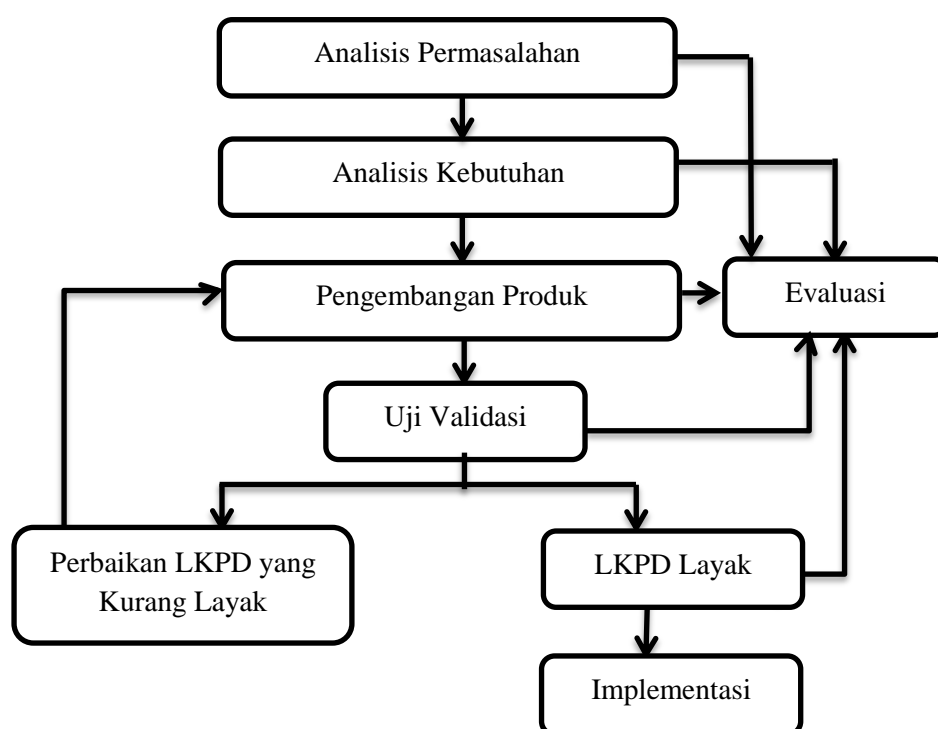 Analisis Permasalahan
Analisis Kebutuhan
Pengembangan Produk
Evaluasi
Uji Validasi
Perbaikan LKPD yang
Kurang Layak
LKPD Layak
Implementasi